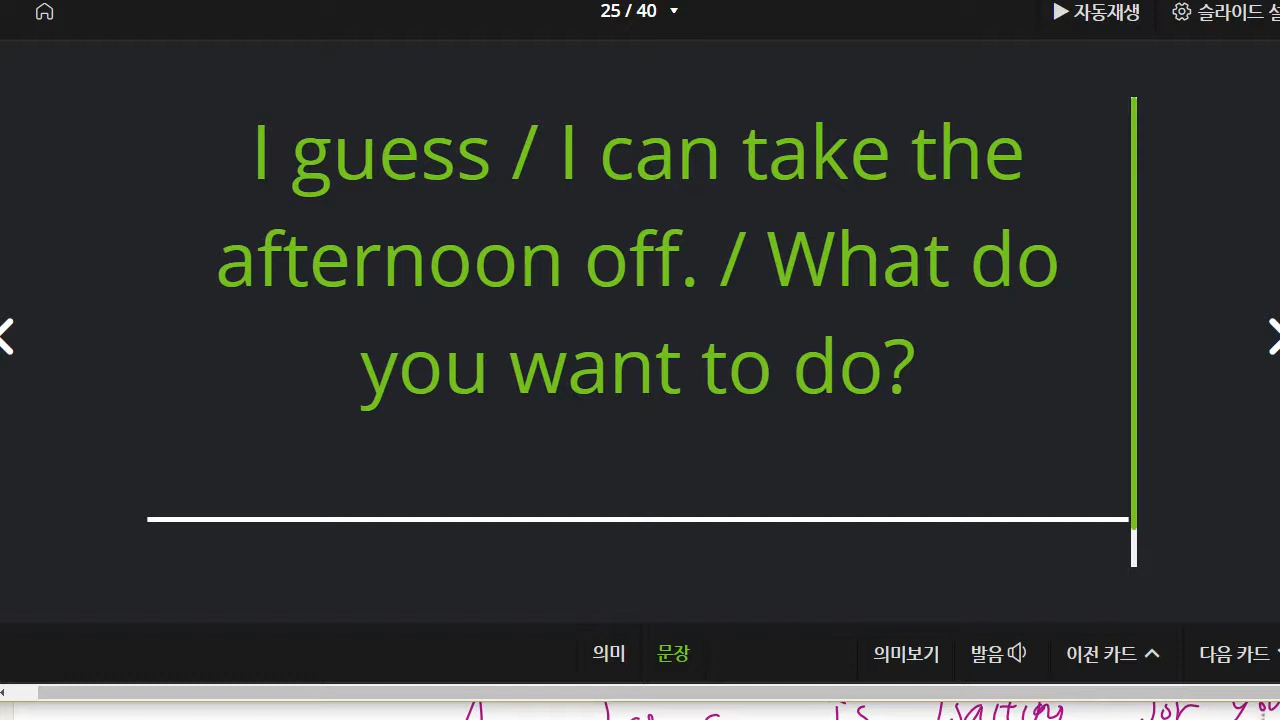 25 / 40
자동재생
슬라이드
I guess / I can take the
afternoon off. / What do
you want to do?
의미 문장 의미보기 발음 이전 카드 다음 카드
is
for